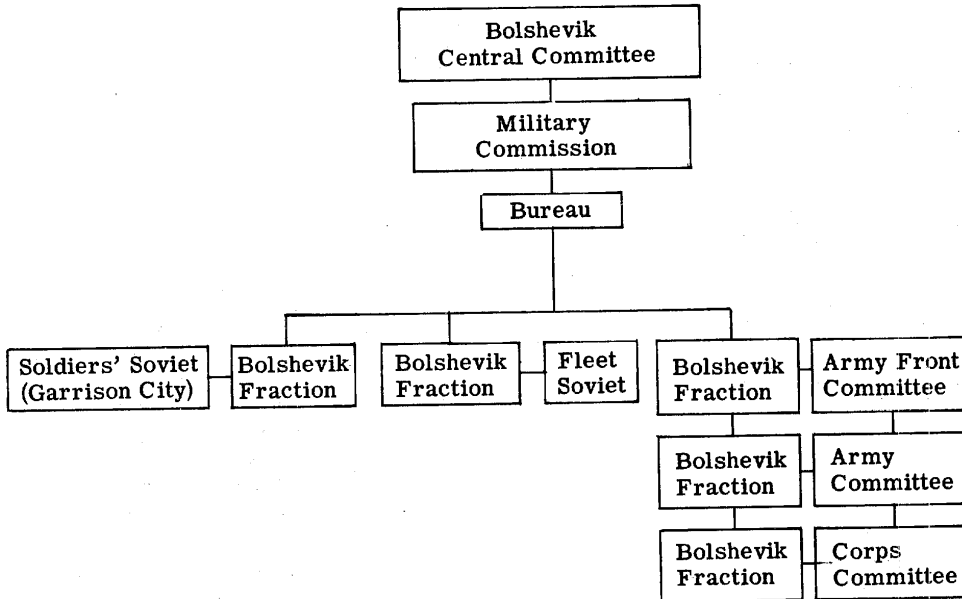 Bolshevik
Central Committee
Military
Commission
Bureau
Soldiers' Soviet
(Garrison City)
Bolshevik
Fraction
Bolshevik
Fraction
Fleet
Soviet
Bolshevik
Fraction
Army Front
Committee
Bolshevik
Fraction
Army
Committee
Bolshevik
Fraction
Corps
Committee